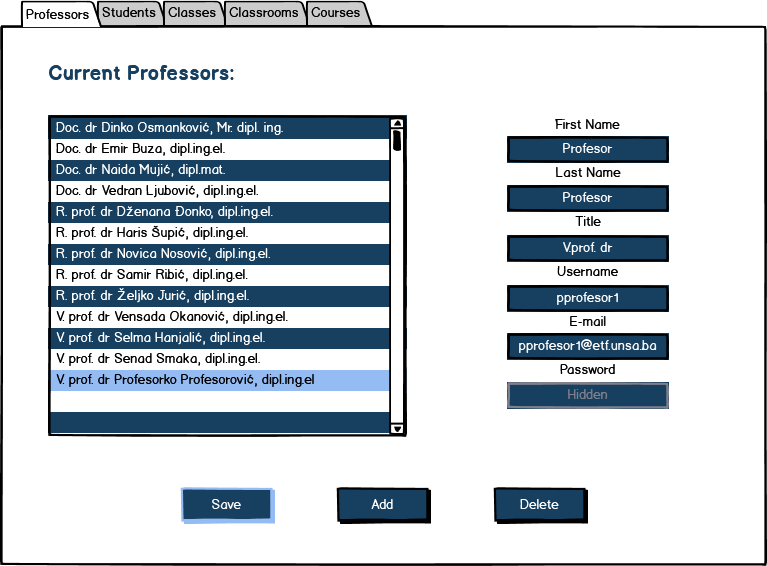 Professors
Students
Classes
Classrooms
Courses
Current Professors:
Doc. dr Dinko Osmanković, Mr. dipl. ing.
Doc. dr Emir Buza, dipl.ing.el.
Doc. dr Naida Mujić, dipl.mat.
Doc. dr Vedran Ljubović, dipl.ing.el.
R. prof. dr Dženana Đonko, dipl.ing.el.
R. prof. dr Haris Šupić, dipl.ing.el.
R. prof. dr Novica Nosović, dipl.ing.el.
R. prof. dr Samir Ribić, dipl.ing.el.
R. prof. dr Željko Jurić, dipl.ing.el.
V. prof. dr Vensada Okanović, dipl.ing.el.
V. prof. dr Selma Hanjalić, dipl.ing.el.
V. prof. dr Senad Smaka, dipl.ing.el.
V. prof. dr Profesorko Profesorović, dipl.ing.el
First Name
Profesor
Last Name
Profesor
Title
V.prof. dr
Username
pprofesor1
E-mail
pprofesor1@etf.unsa.ba
Password
Hidden
Save
Add
Delete